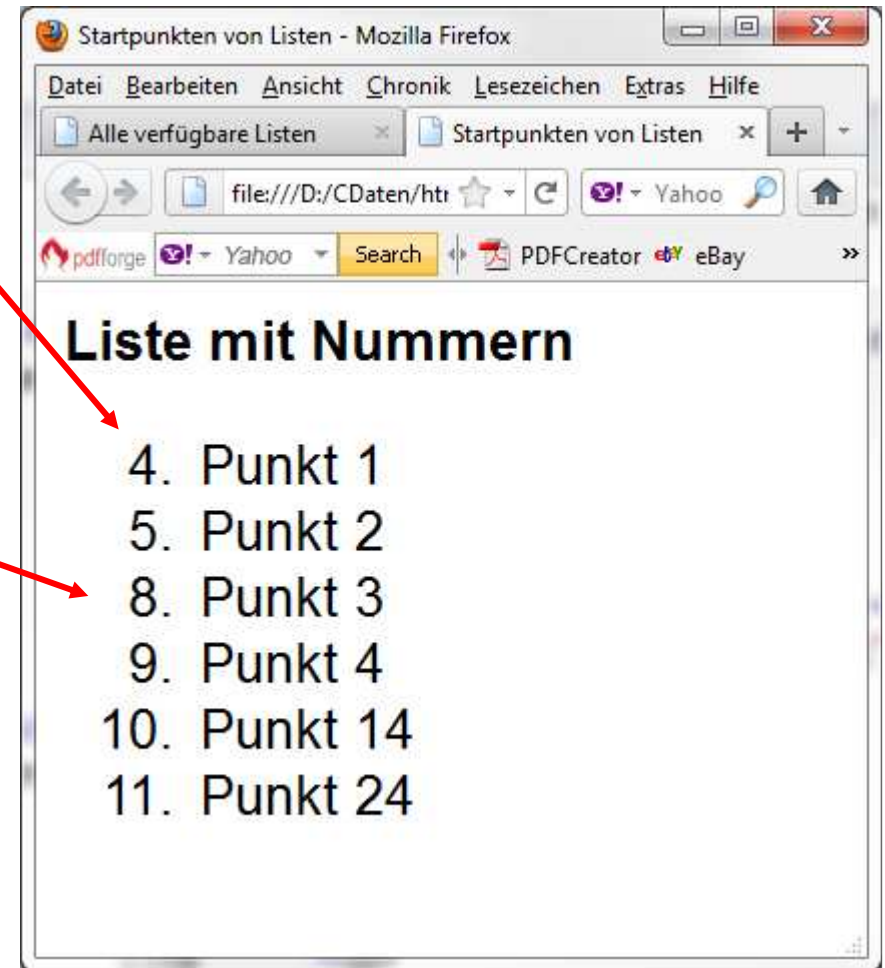 Startpunkten von Listen - Mozilla Firefox
Datei Bearbeiten Ansicht Chronik Lesezeichen Extras Hilfe
Alle verfügbare Listen Startpunkten von Listen
file:///D:/CDaten/htr Yahoo
pdfforge Yahoo Search PDFCreator ebY eBay »
Liste mit Nummern
4. Punkt 1
5. Punkt 2
8. Punkt 3
9. Punkt 4
10. Punkt 14
11. Punkt 24